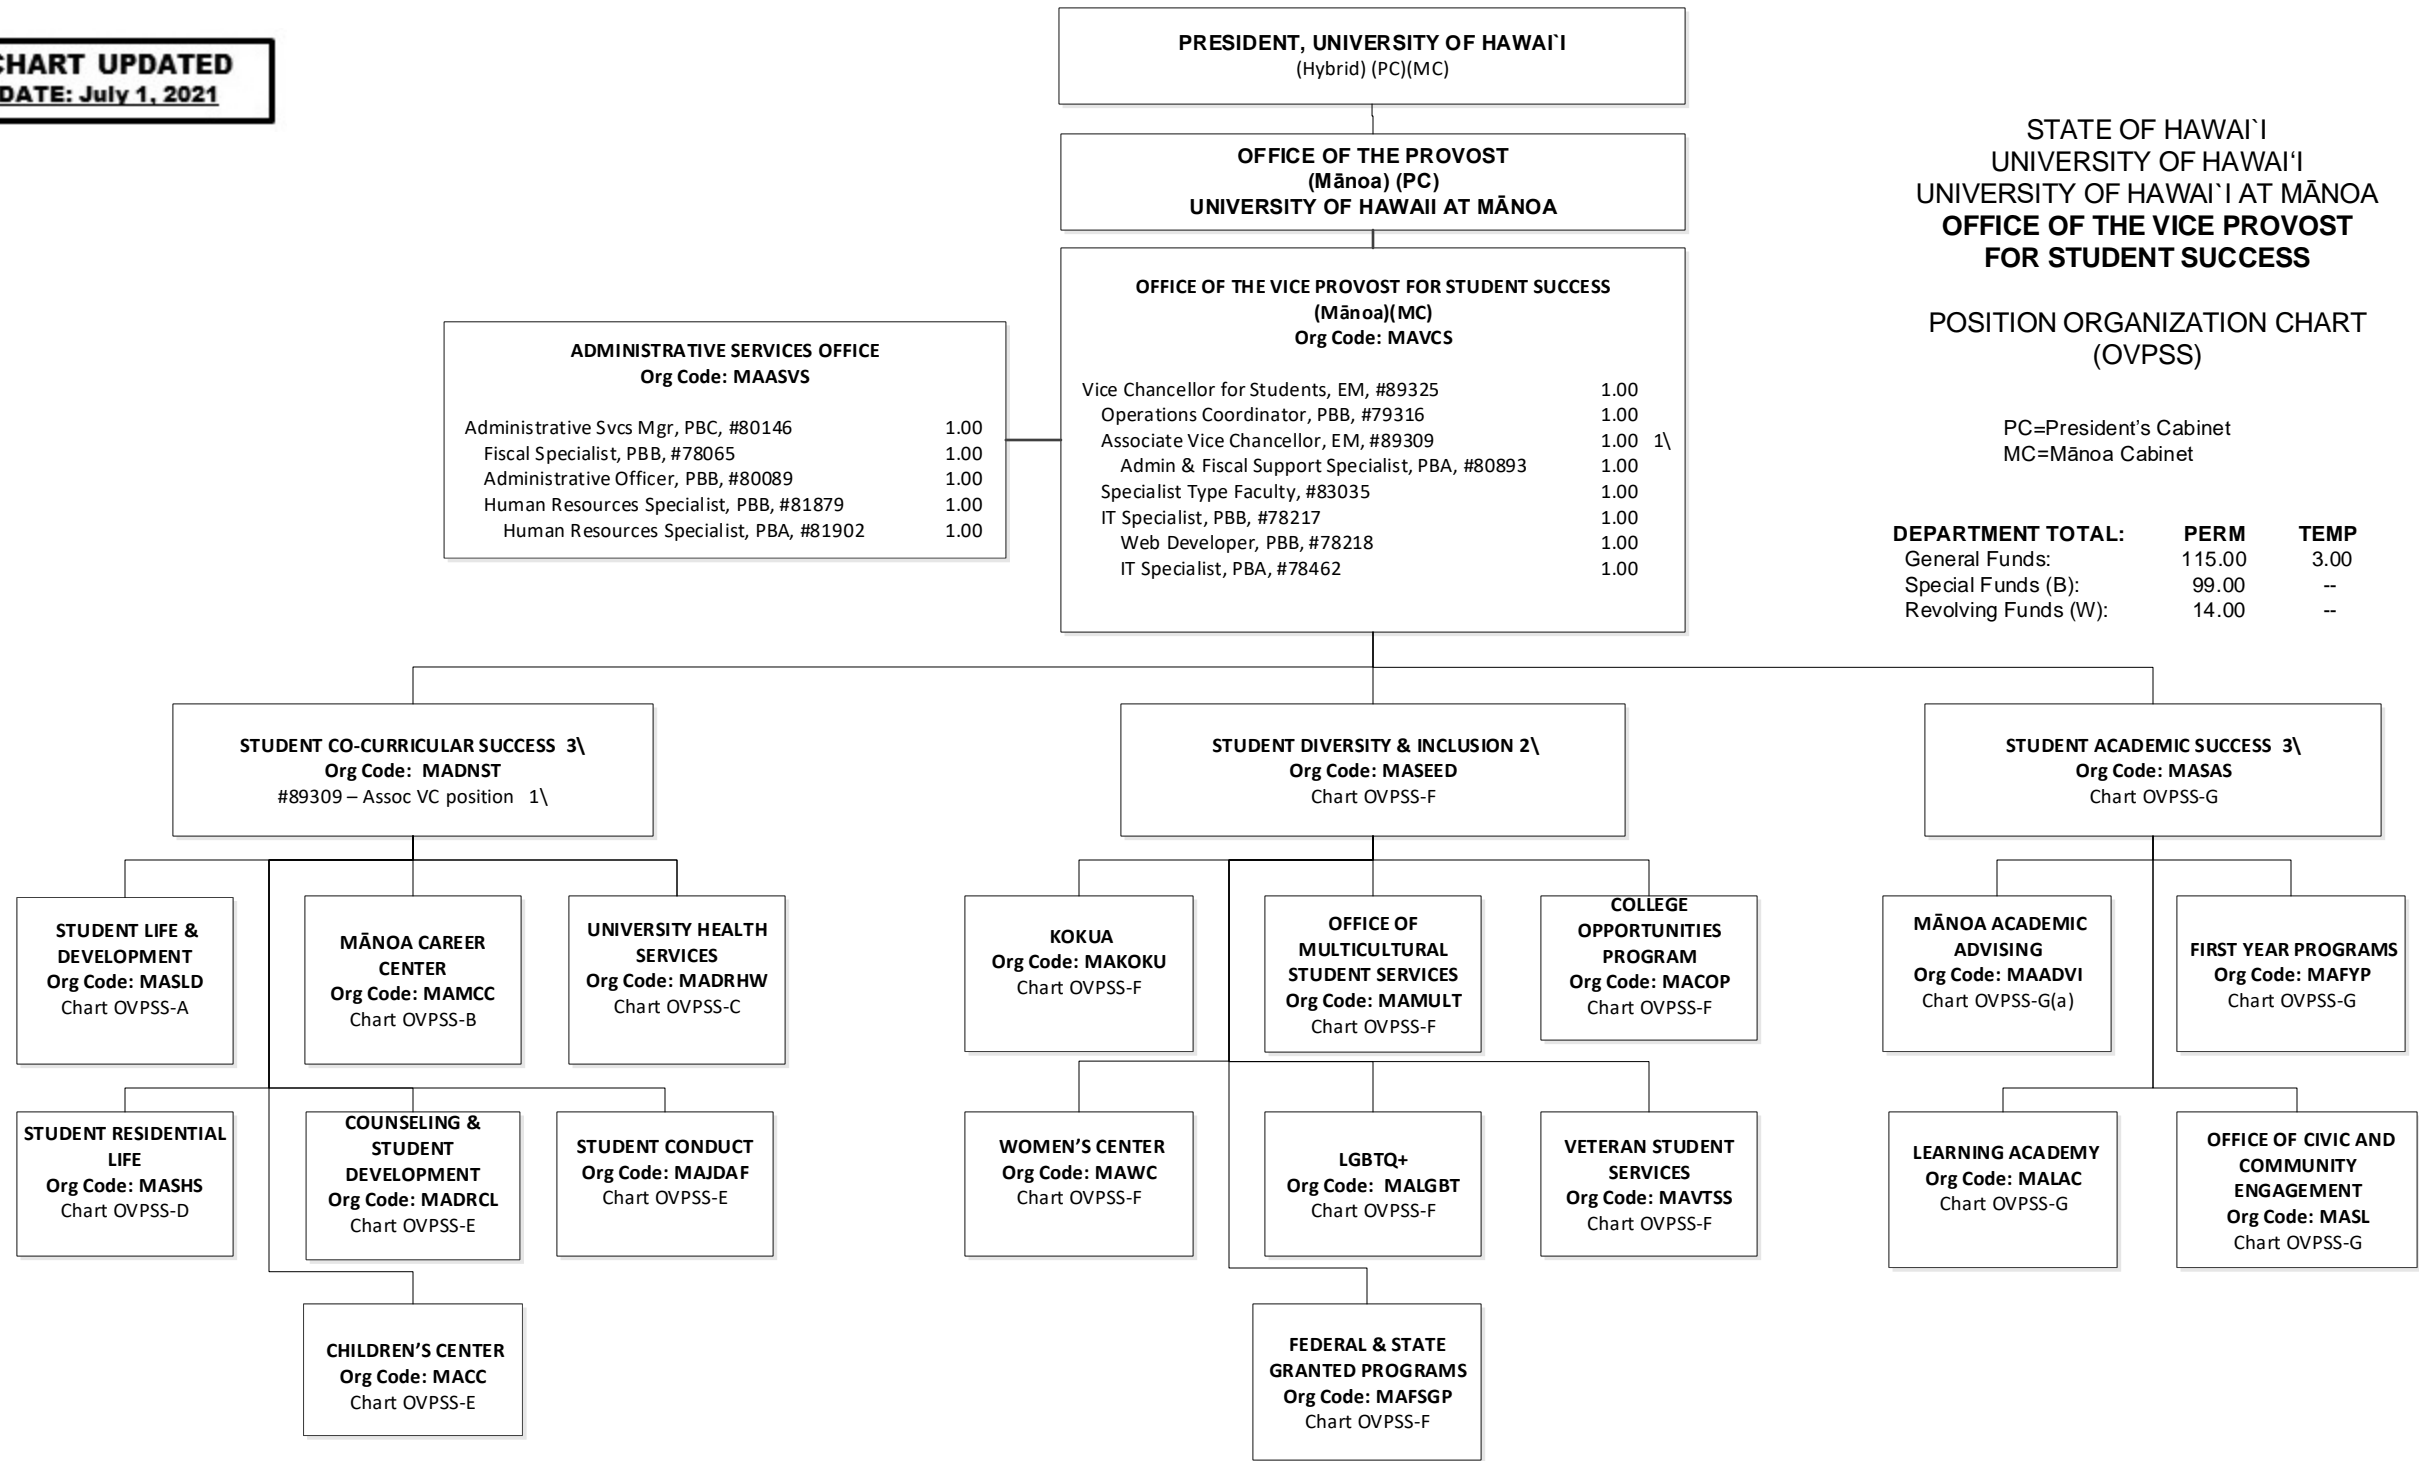 CHART UPDATED
DATE: July 1, 2021
PRESIDENT, UNIVERSITY OF HAWAI`I
(Hybrid) (PC)(MC)
OFFICE OF THE PROVOST
(Mānoa) (PC)
UNIVERSITY OF HAWAII AT MĀNOA
STATE OF HAWAI`I
UNIVERSITY OF HAWAI‘I
UNIVERSITY OF HAWAI`I AT MĀNOA
OFFICE OF THE VICE PROVOST
FOR STUDENT SUCCESS
POSITION ORGANIZATION CHART
(OVPSS)
PC=President’s Cabinet
MC=Mānoa Cabinet
DEPARTMENT TOTAL: PERM TEMP
General Funds: 115.00 3.00
Special Funds (B): 99.00 --
Revolving Funds (W): 14.00 --
OFFICE OF THE VICE PROVOST FOR STUDENT SUCCESS
(Mānoa)(MC)
Org Code: MAVCS
Vice Chancellor for Students, EM, #89325 1.00
Operations Coordinator, PBB, #79316 1.00
Associate Vice Chancellor, EM, #89309 1.00 1\
Admin & Fiscal Support Specialist, PBA, #80893 1.00
Specialist Type Faculty, #83035 1.00
IT Specialist, PBB, #78217 1.00
Web Developer, PBB, #78218 1.00
IT Specialist, PBA, #78462 1.00
ADMINISTRATIVE SERVICES OFFICE
Org Code: MAASVS
Administrative Svcs Mgr, PBC, #80146 1.00
Fiscal Specialist, PBB, #78065 1.00
Administrative Officer, PBB, #80089 1.00
Human Resources Specialist, PBB, #81879 1.00
Human Resources Specialist, PBA, #81902 1.00
STUDENT CO-CURRICULAR SUCCESS 3\
Org Code: MADNST
#89309 – Assoc VC position 1\
STUDENT DIVERSITY & INCLUSION 2\
Org Code: MASEED
Chart OVPSS-F
STUDENT ACADEMIC SUCCESS 3\
Org Code: MASAS
Chart OVPSS-G
STUDENT LIFE &
DEVELOPMENT
Org Code: MASLD
Chart OVPSS-A
MĀNOA CAREER
CENTER
Org Code: MAMCC
Chart OVPSS-B
UNIVERSITY HEALTH
SERVICES
Org Code: MADRHW
Chart OVPSS-C
KOKUA
Org Code: MAKOKU
Chart OVPSS-F
OFFICE OF
MULTICULTURAL
STUDENT SERVICES
Org Code: MAMULT
Chart OVPSS-F
COLLEGE
OPPORTUNITIES
PROGRAM
Org Code: MACOP
Chart OVPSS-F
MĀNOA ACADEMIC
ADVISING
Org Code: MAADVI
Chart OVPSS-G(a)
FIRST YEAR PROGRAMS
Org Code: MAFYP
Chart OVPSS-G
STUDENT RESIDENTIAL
LIFE
Org Code: MASHS
Chart OVPSS-D
COUNSELING &
STUDENT
DEVELOPMENT
Org Code: MADRCL
Chart OVPSS-E
STUDENT CONDUCT
Org Code: MAJDAF
Chart OVPSS-E
WOMEN’S CENTER
Org Code: MAWC
Chart OVPSS-F
LGBTQ+
Org Code: MALGBT
Chart OVPSS-F
VETERAN STUDENT
SERVICES
Org Code: MAVTSS
Chart OVPSS-F
LEARNING ACADEMY
Org Code: MALAC
Chart OVPSS-G
OFFICE OF CIVIC AND
COMMUNITY
ENGAGEMENT
Org Code: MASL
Chart OVPSS-G
CHILDREN’S CENTER
Org Code: MACC
Chart OVPSS-E
FEDERAL & STATE
GRANTED PROGRAMS
Org Code: MAFSGP
Chart OVPSS-F